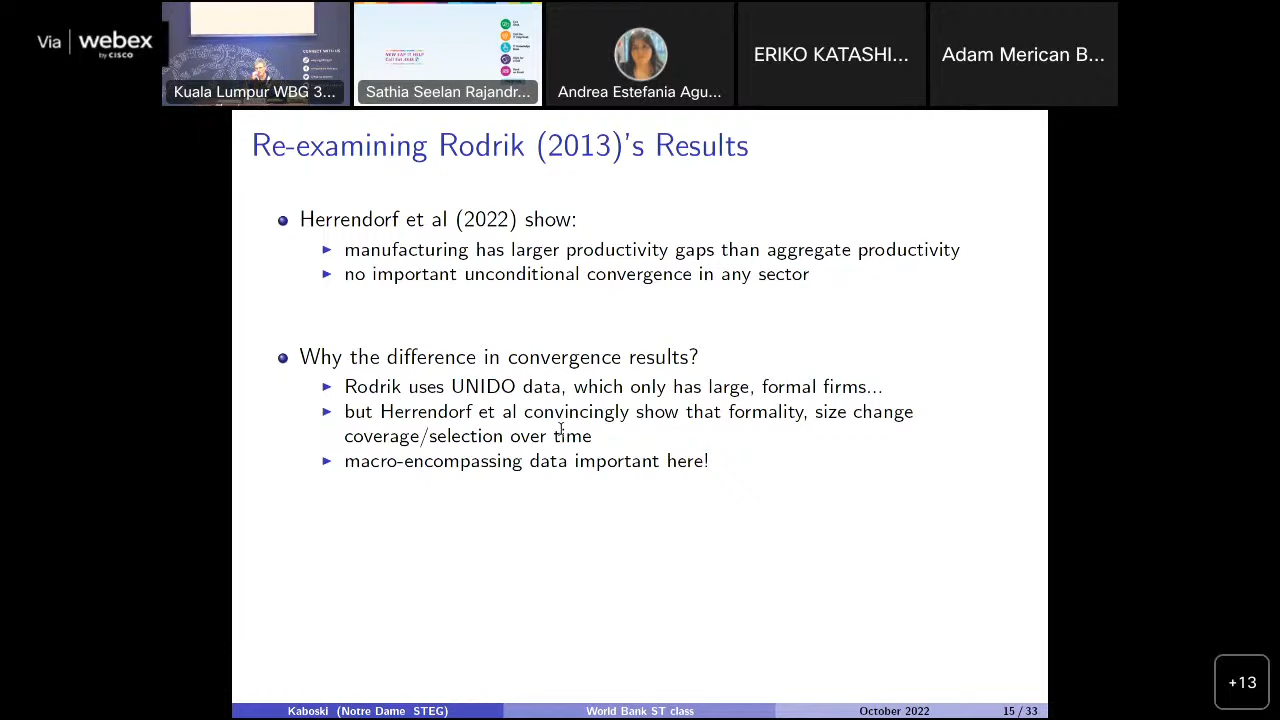 Via webex
by CISCO
CONNECT WITH US
Kuala Lumpur WBG 3...
Sathia Seelan Rajandr...
Andrea Estefania Agu...
ERIKO KATASHI...
Adam Merican B...
Re-examining Rodrik (2013)'s Results
Herrendorf et al (2022) show:
manufacturing has larger productivity gaps than aggregate productivity
no important unconditional convergence in any sector
Why the difference in convergence results?
Rodrik uses UNIDO data, which only has large, formal firms...
but Herrendorf et al convincingly show that formality, size change
coverage/selection over time
macro-encompassing data important here!
+13
Kaboski (Notre Dame STEG)
World Bank ST class
October 2022
15 / 33